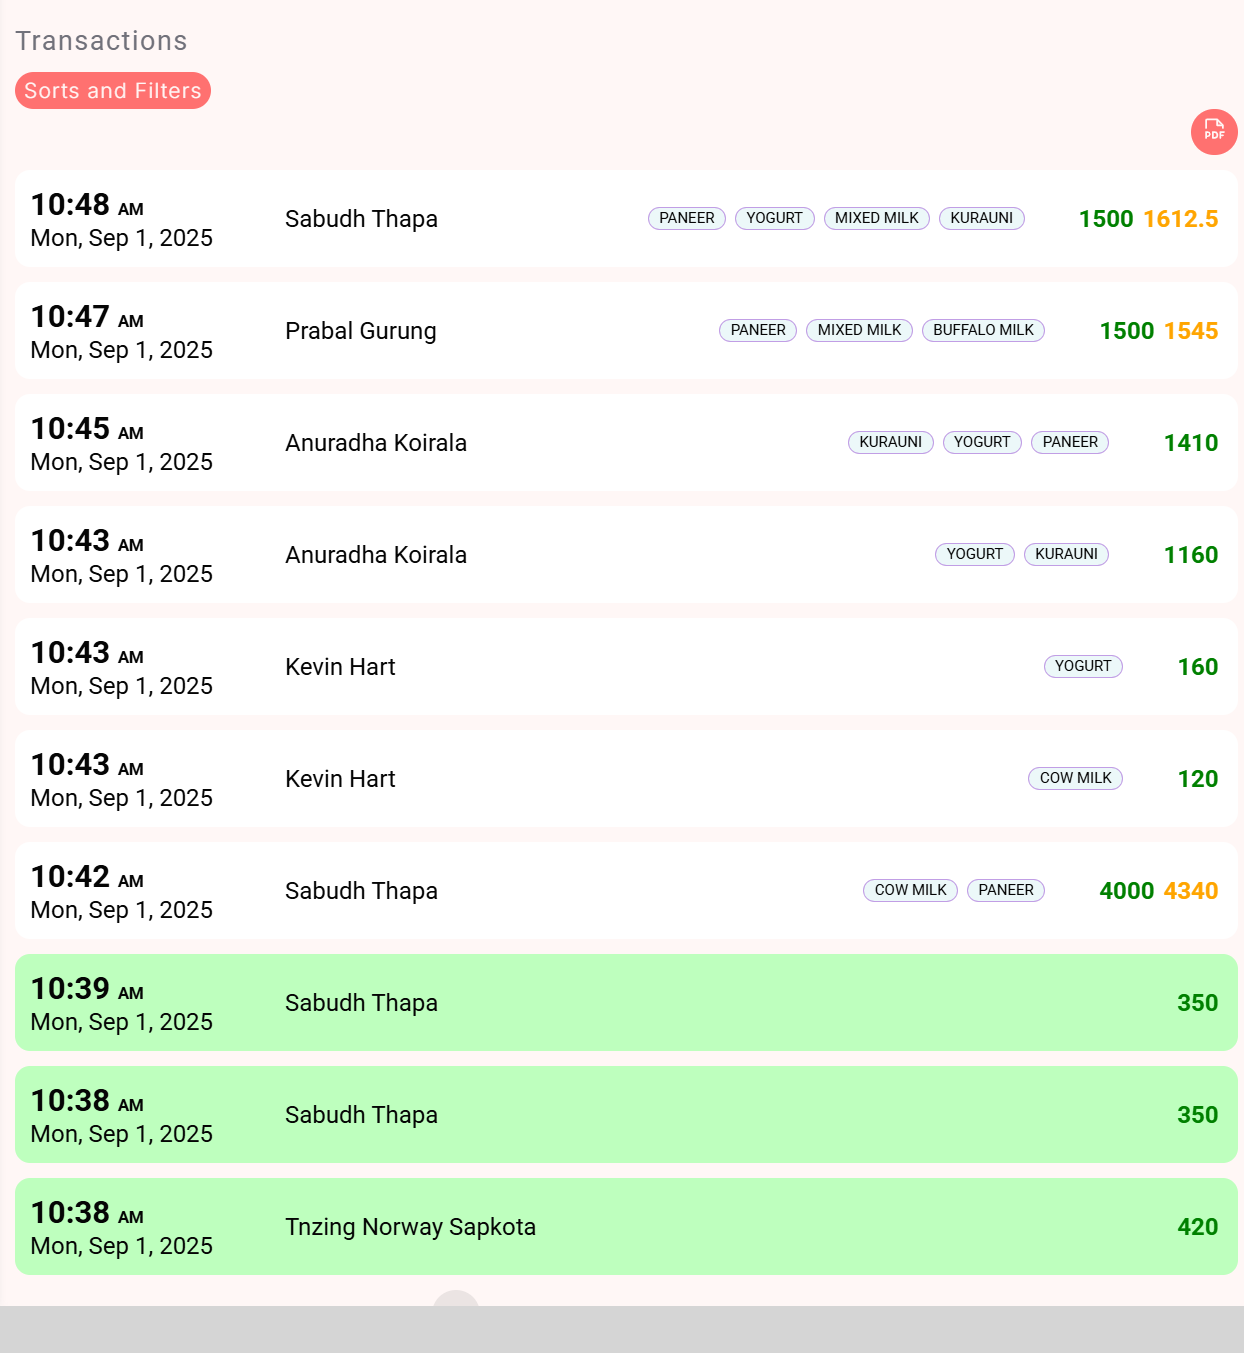 Transactions
Sorts and Filters
PDF
10:48 AM
Mon, Sep 1, 2025
Sabudh Thapa
PANEER YOGURT MIXED MILK KURAUNI
1500 1612.5
10:47 AM
Mon, Sep 1, 2025
Prabal Gurung
PANEER MIXED MILK BUFFALO MILK
1500 1545
10:45 AM
Mon, Sep 1, 2025
Anuradha Koirala
KURAUNI YOGURT PANEER
1410
10:43 AM
Mon, Sep 1, 2025
Anuradha Koirala
YOGURT KURAUNI
1160
10:43 AM
Mon, Sep 1, 2025
Kevin Hart
YOGURT
160
10:43 AM
Mon, Sep 1, 2025
Kevin Hart
COW MILK
120
10:42 AM
Mon, Sep 1, 2025
Sabudh Thapa
COW MILK PANEER
4000 4340
10:39 AM
Mon, Sep 1, 2025
Sabudh Thapa
350
10:38 AM
Mon, Sep 1, 2025
Sabudh Thapa
350
10:38 AM
Mon, Sep 1, 2025
Tnzing Norway Sapkota
420